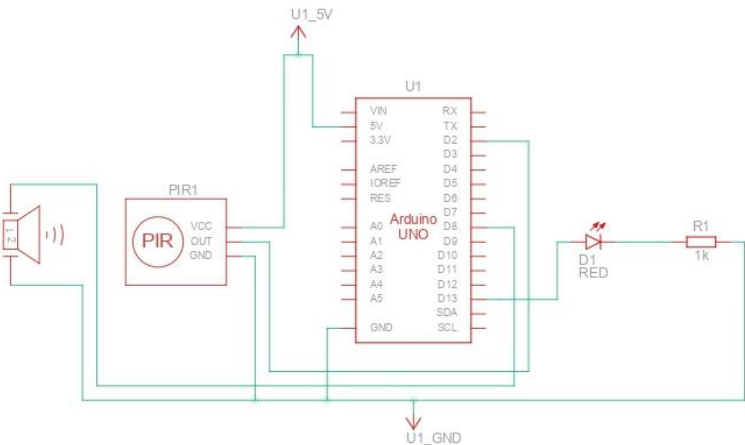 U1_5V
U1
VIN
5V
3.3V
AREF
IOREF
RES
A0
A1
A2
A3
A4
A5
GND
RX
TX
D2
D3
D4
D5
D6
D7
D8
D9
D10
D11
D12
D13
SDA
SCL
Arduino
UNO
PIR1
PIR
VCC
OUT
GND
1
2
D1
RED
R1
1k
U1_GND